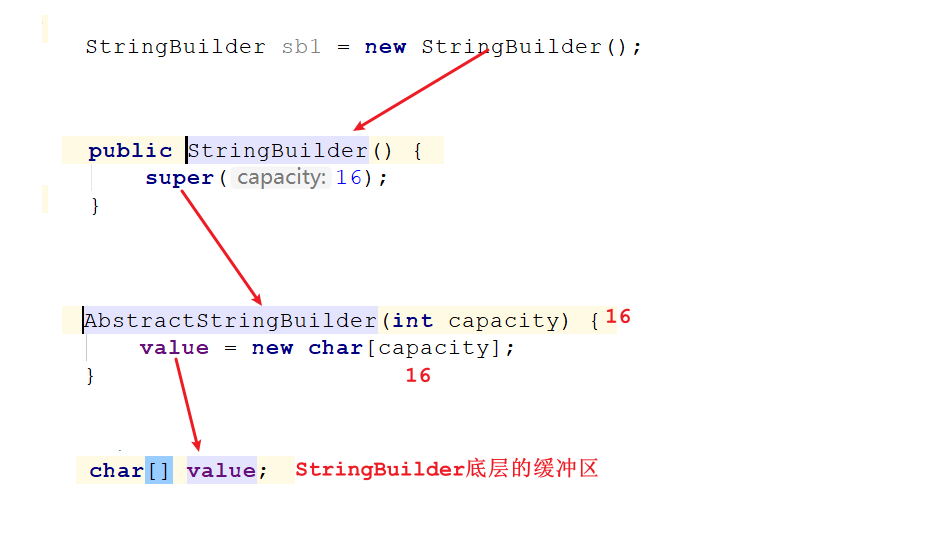 StringBuilder sb1 = new StringBuilder();
public StringBuilder() {
super(capacity: 16);
}
AbstractStringBuilder(int capacity) { 16
value = new char[capacity];
} 16
char[] value; StringBuilder底层的缓冲区